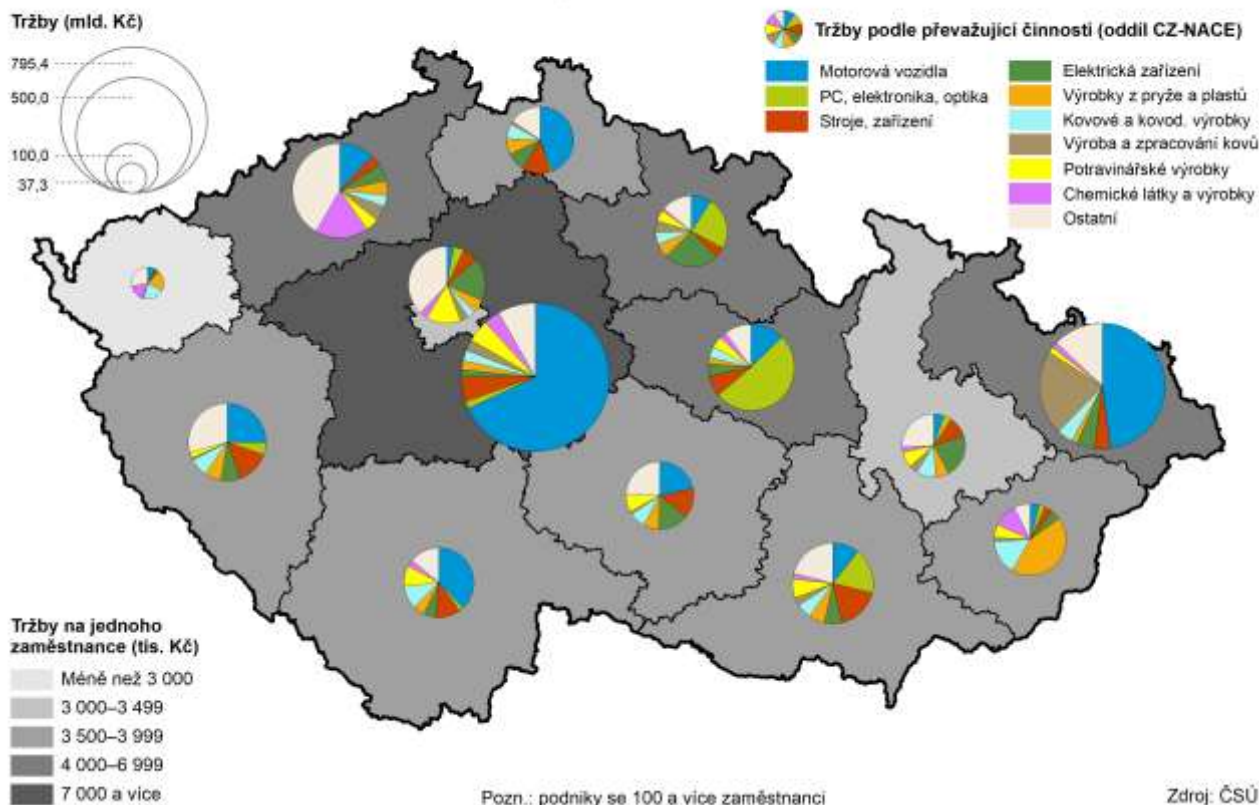 Tržby (mld. Kč)
795,4
500,0
100,0
37,3
Tržby podle převažující činnosti (oddíl CZ-NACE)
Motorová vozidla
PC, elektronika, optika
Stroje, zařízení
Elektrická zařízení
Výrobky z pryže a plastů
Kovové a kovod. výrobky
Výroba a zpracování kovů
Potravinářské výrobky
Chemické látky a výrobky
Ostatní
Tržby na jednoho
zaměstnance (tis. Kč)
Méně než 3 000
3 000–3 499
3 500–3 999
4 000–6 999
7 000 a více
Pozn.: podniky se 100 a více zaměstnanci
Zdroj: ČSÚ